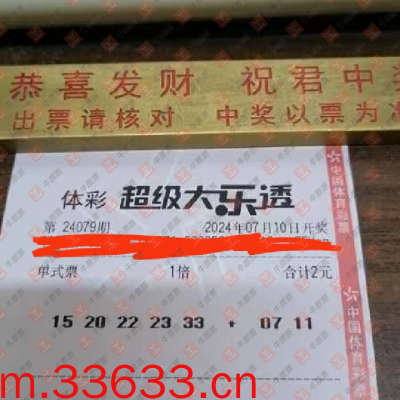 恭喜发财 祝君中奖
出票请核对 中奖以票为准
体彩 超级大乐透
第 24079期 2024年07月10日开奖
单式票 1倍 合计2元
15 20 22 23 33 + 07 11
中国体育彩票
中国体育彩票
m.33633.cn